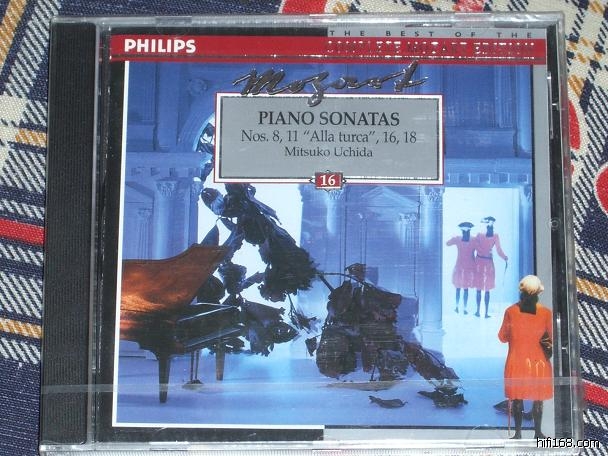 THE BEST OF THE
PHILIPS
COMPLETE MOZART EDITION
Mozart
PIANO SONATAS
Nos. 8, 11 “Alla turca”, 16, 18
Mitsuko Uchida
16
hifi168.com